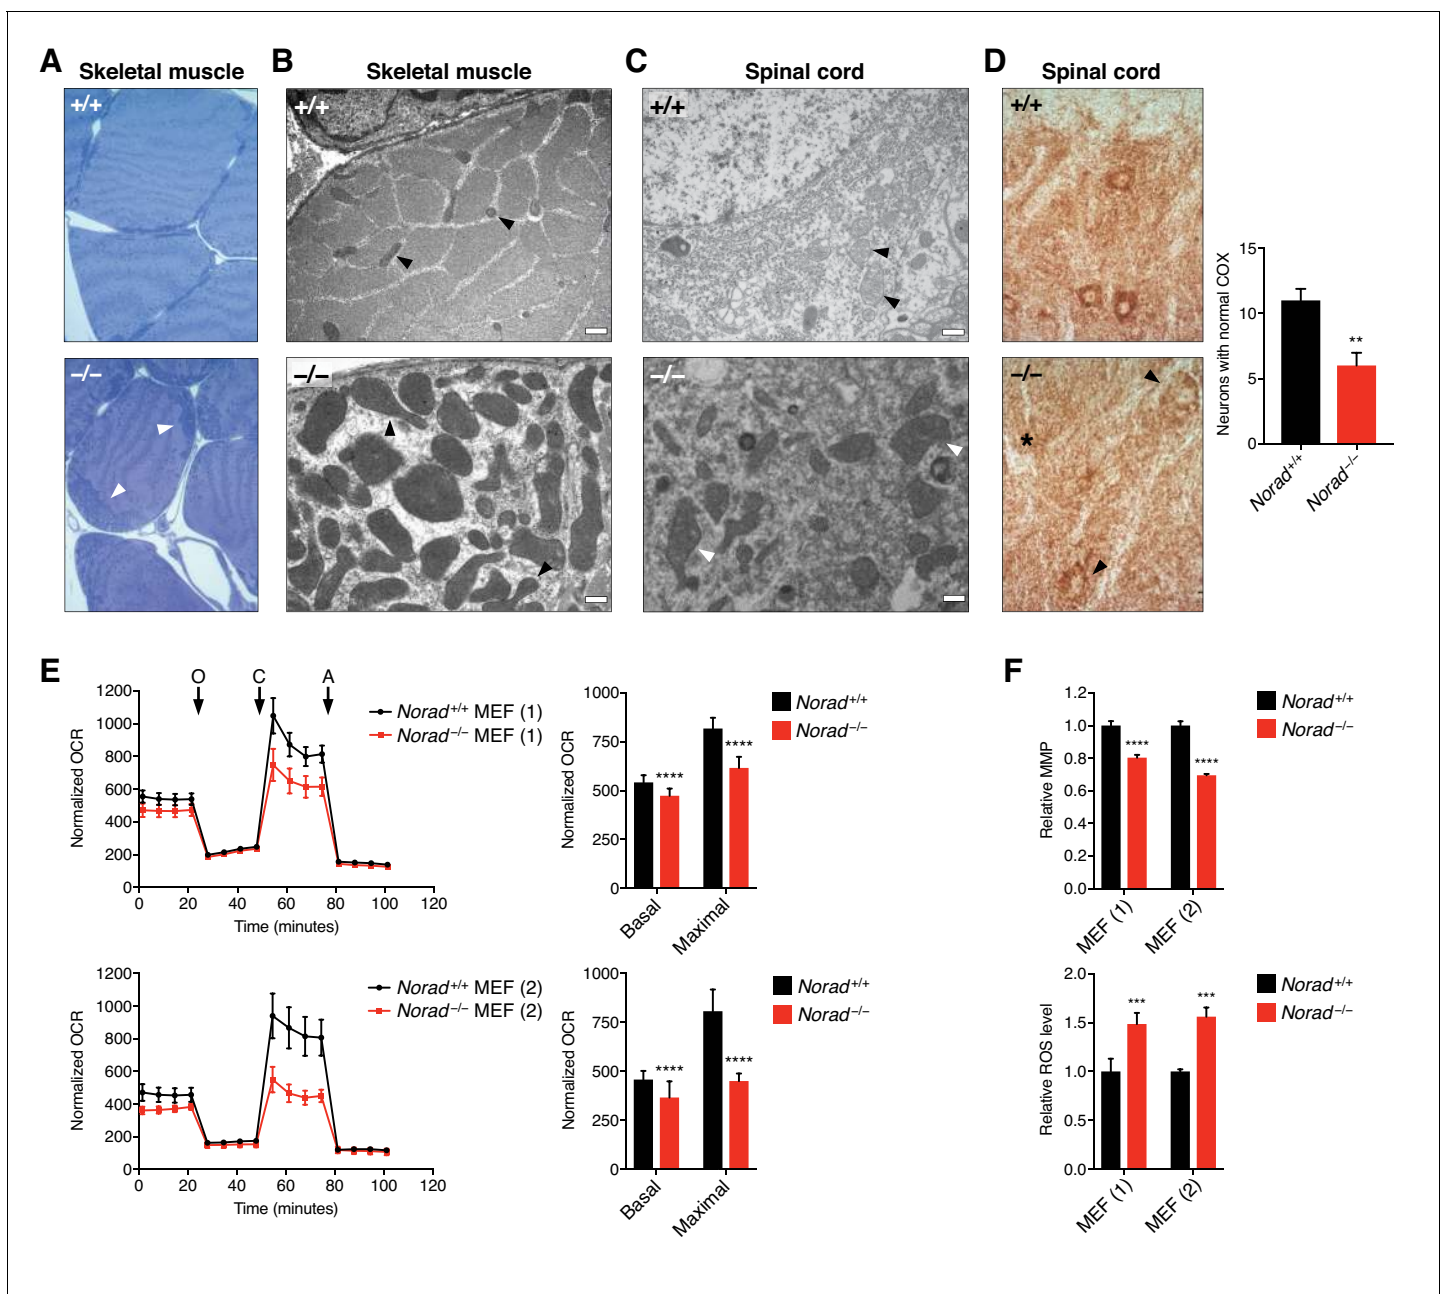 A
Skeletal muscle
+/+
−/−
B
Skeletal muscle
+/+
−/−
C
Spinal cord
+/+
−/−
D
Spinal cord
+/+
−/−
*
Neurons with normal COX
15
10
5
0
**
Norad+/+
Norad−/−
E
O
C
A
Normalized OCR
1200
1000
800
600
400
200
0
0
20
40
60
80
100
120
Time (minutes)
Norad+/+ MEF (1)
Norad−/− MEF (1)
Normalized OCR
1000
750
500
250
0
****
****
Basal
Maximal
Norad+/+
Norad−/−
Normalized OCR
1200
1000
800
600
400
200
0
0
20
40
60
80
100
120
Time (minutes)
Norad+/+ MEF (2)
Norad−/− MEF (2)
Normalized OCR
1000
750
500
250
0
****
****
Basal
Maximal
Norad+/+
Norad−/−
F
Relative MMP
1.2
1.0
0.8
0.6
0.4
0.2
0.0
****
****
MEF (1)
MEF (2)
Norad+/+
Norad−/−
Relative ROS level
2.0
1.5
1.0
0.5
0.0
***
***
MEF (1)
MEF (2)
Norad+/+
Norad−/−